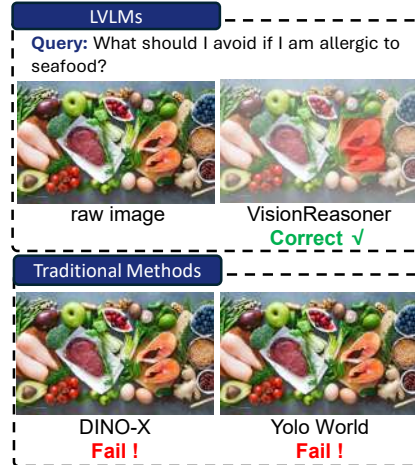 LVLMs
Query: What should I avoid if I am allergic to
seafood?
raw image
VisionReasoner
Correct √
Traditional Methods
DINO-X
Yolo World
Fail !
Fail !